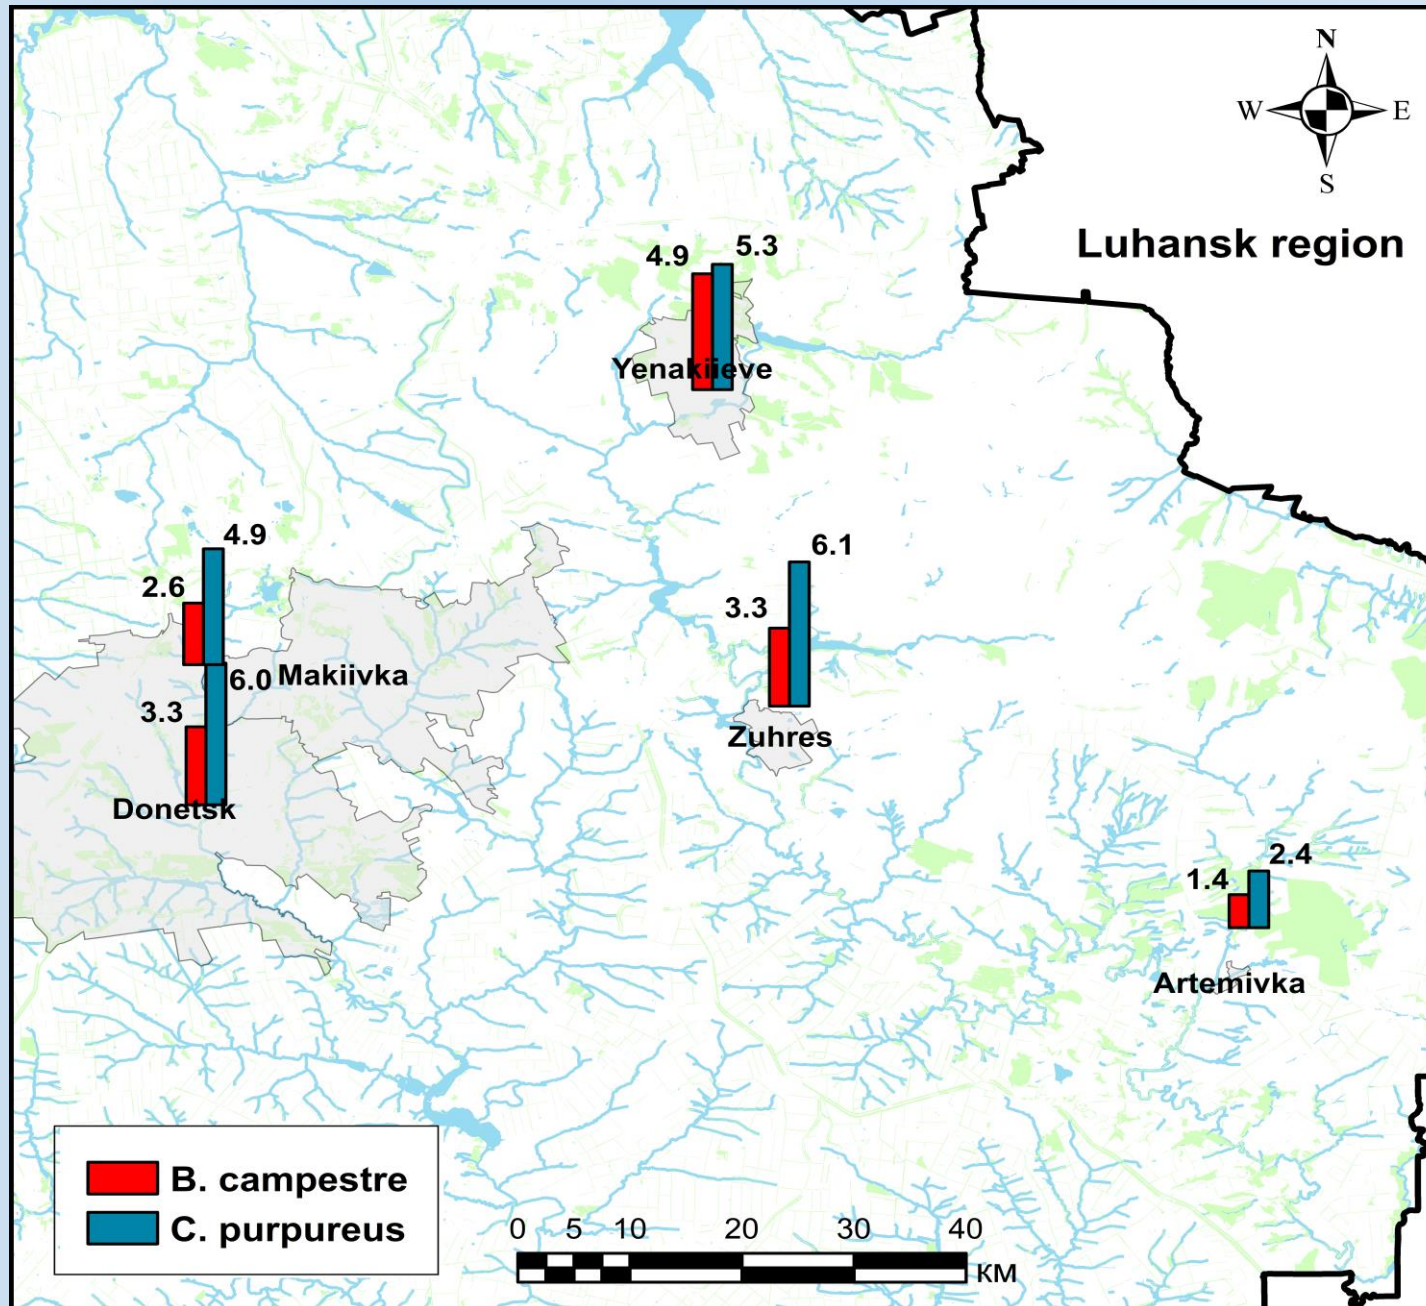 N
W E
S
Luhansk region
4.9 5.3
Yenakiieve
4.9
2.6
6.0 Makiivka
3.3
Donetsk
6.1
3.3
Zuhres
2.4
1.4
Artemivka
B. campestre
C. purpureus
0 5 10 20 30 40
КМ